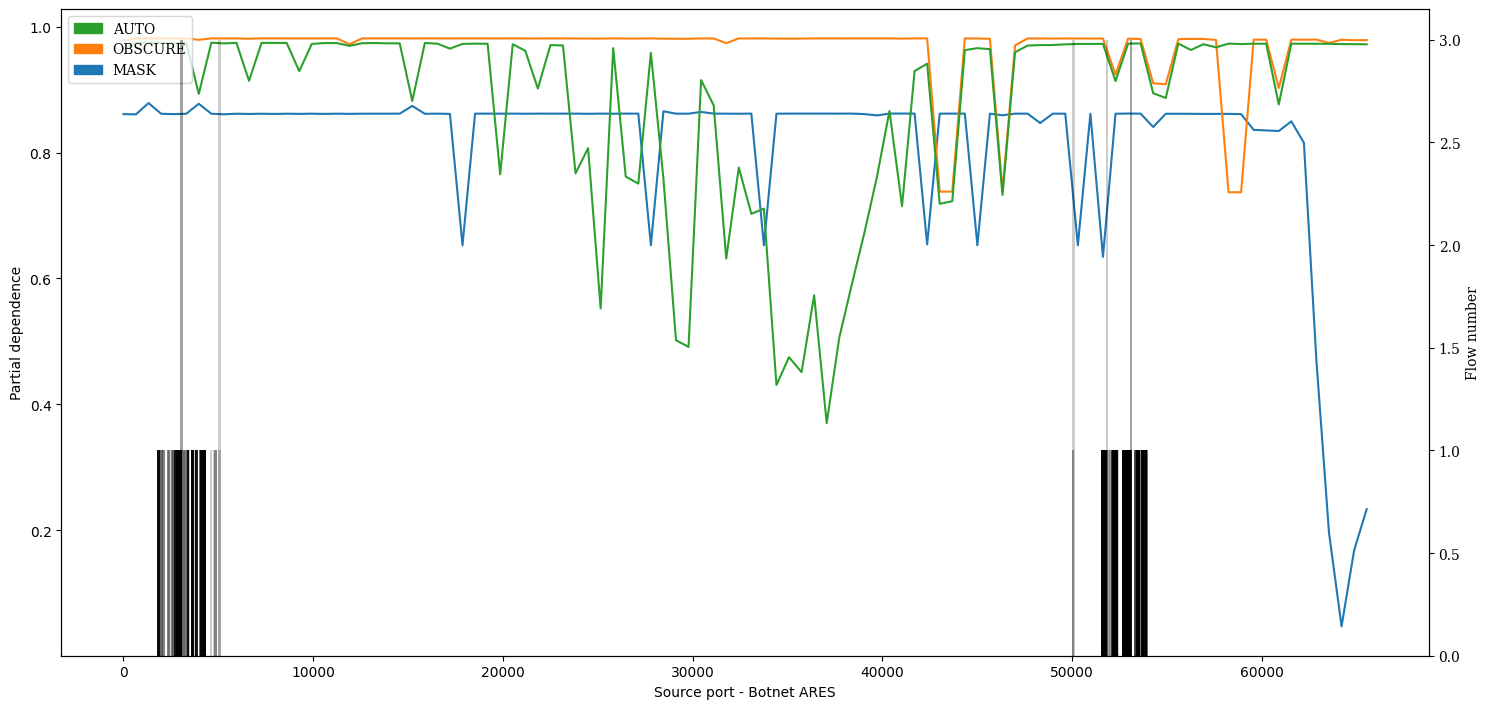 AUTO
OBSCURE
MASK
1.0
0.8
0.6
0.4
0.2
Partial dependence
3.0
2.5
2.0
1.5
1.0
0.5
0.0
Flow number
0 10000 20000 30000 40000 50000 60000
Source port - Botnet ARES